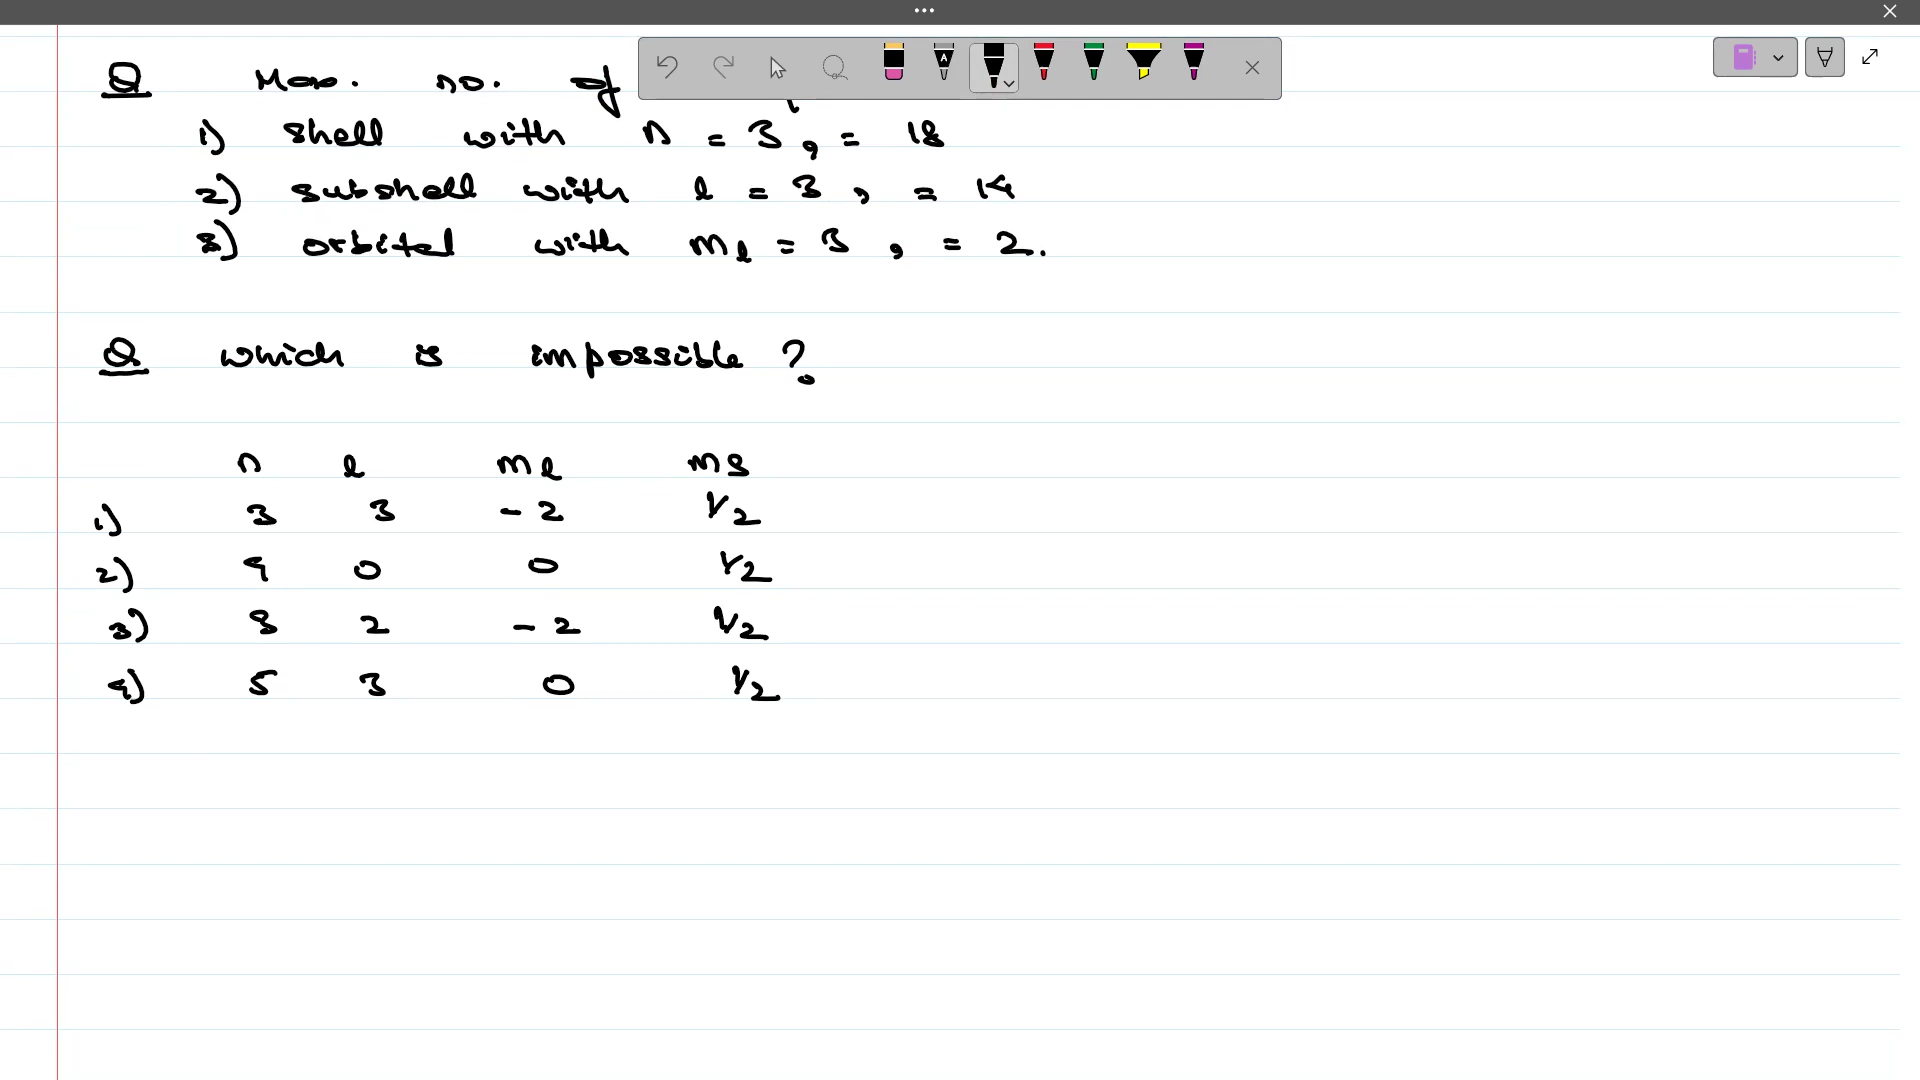 Q Max. no. of
1) shell with n = 3, = 18
2) subshell with l = 3, = 14
3) orbital with ml = 3, = 2.
Q which is impossible?
n l ml ms
1) 3 3 -2 1/2
2) 4 0 0 1/2
3) 3 2 -2 1/2
4) 5 3 0 1/2